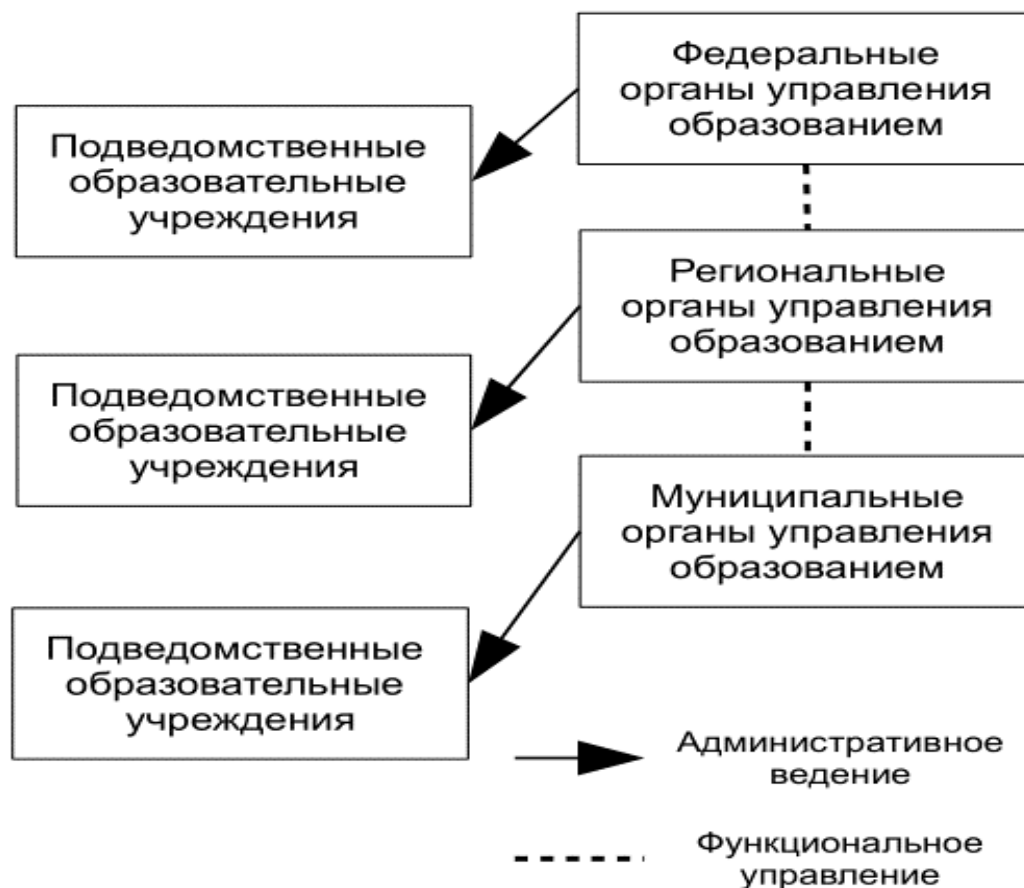 Федеральные
органы управления
образованием
Подведомственные
образовательные
учреждения
Региональные
органы управления
образованием
Подведомственные
образовательные
учреждения
Муниципальные
органы управления
образованием
Подведомственные
образовательные
учреждения
Административное
ведение
Функциональное
управление